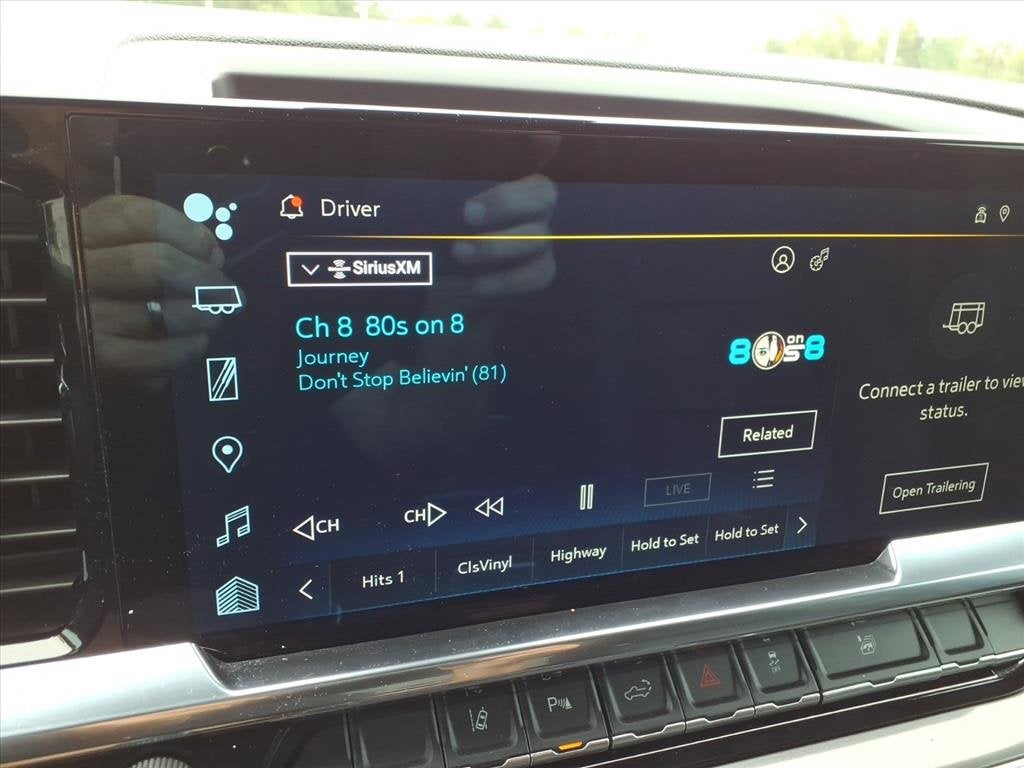 Driver
SiriusXM
Ch 8 80s on 8
Journey
Don't Stop Believin' (81)
80s on 8
Connect a trailer to view
status.
Related
LIVE
Open Trailering
CH
CH
Hits 1
ClsVinyl
Highway
Hold to Set
Hold to Set
P
OFF